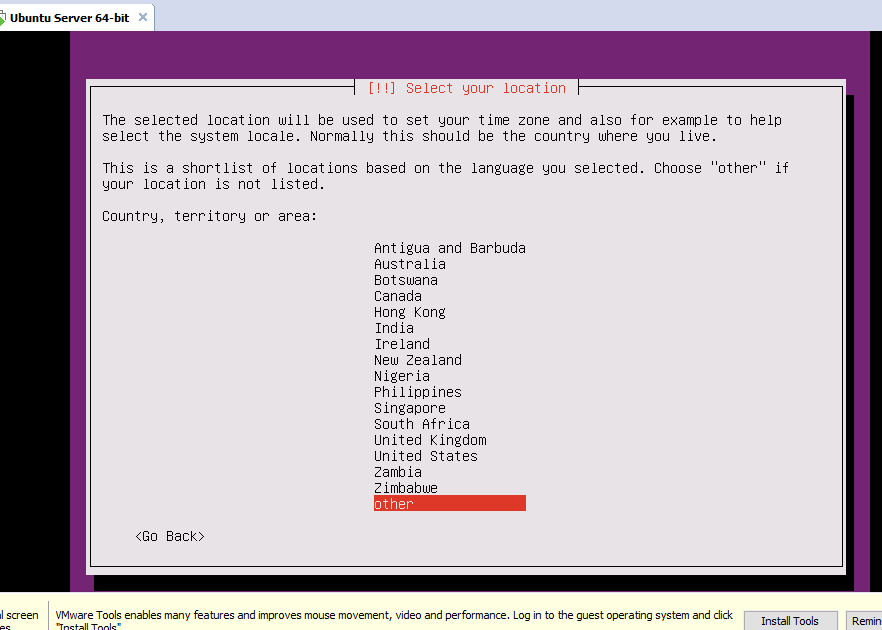 Ubuntu Server 64-bit
[!!] Select your location
The selected location will be used to set your time zone and also for example to help
select the system locale. Normally this should be the country where you live.
This is a shortlist of locations based on the language you selected. Choose "other" if
your location is not listed.
Country, territory or area:
Antigua and Barbuda
Australia
Botswana
Canada
Hong Kong
India
Ireland
New Zealand
Nigeria
Philippines
Singapore
South Africa
United Kingdom
United States
Zambia
Zimbabwe
other
<Go Back>
screen
VMware Tools enables many features and improves mouse movement, video and performance. Log in to the guest operating system and click
"Install Tools"
Install Tools